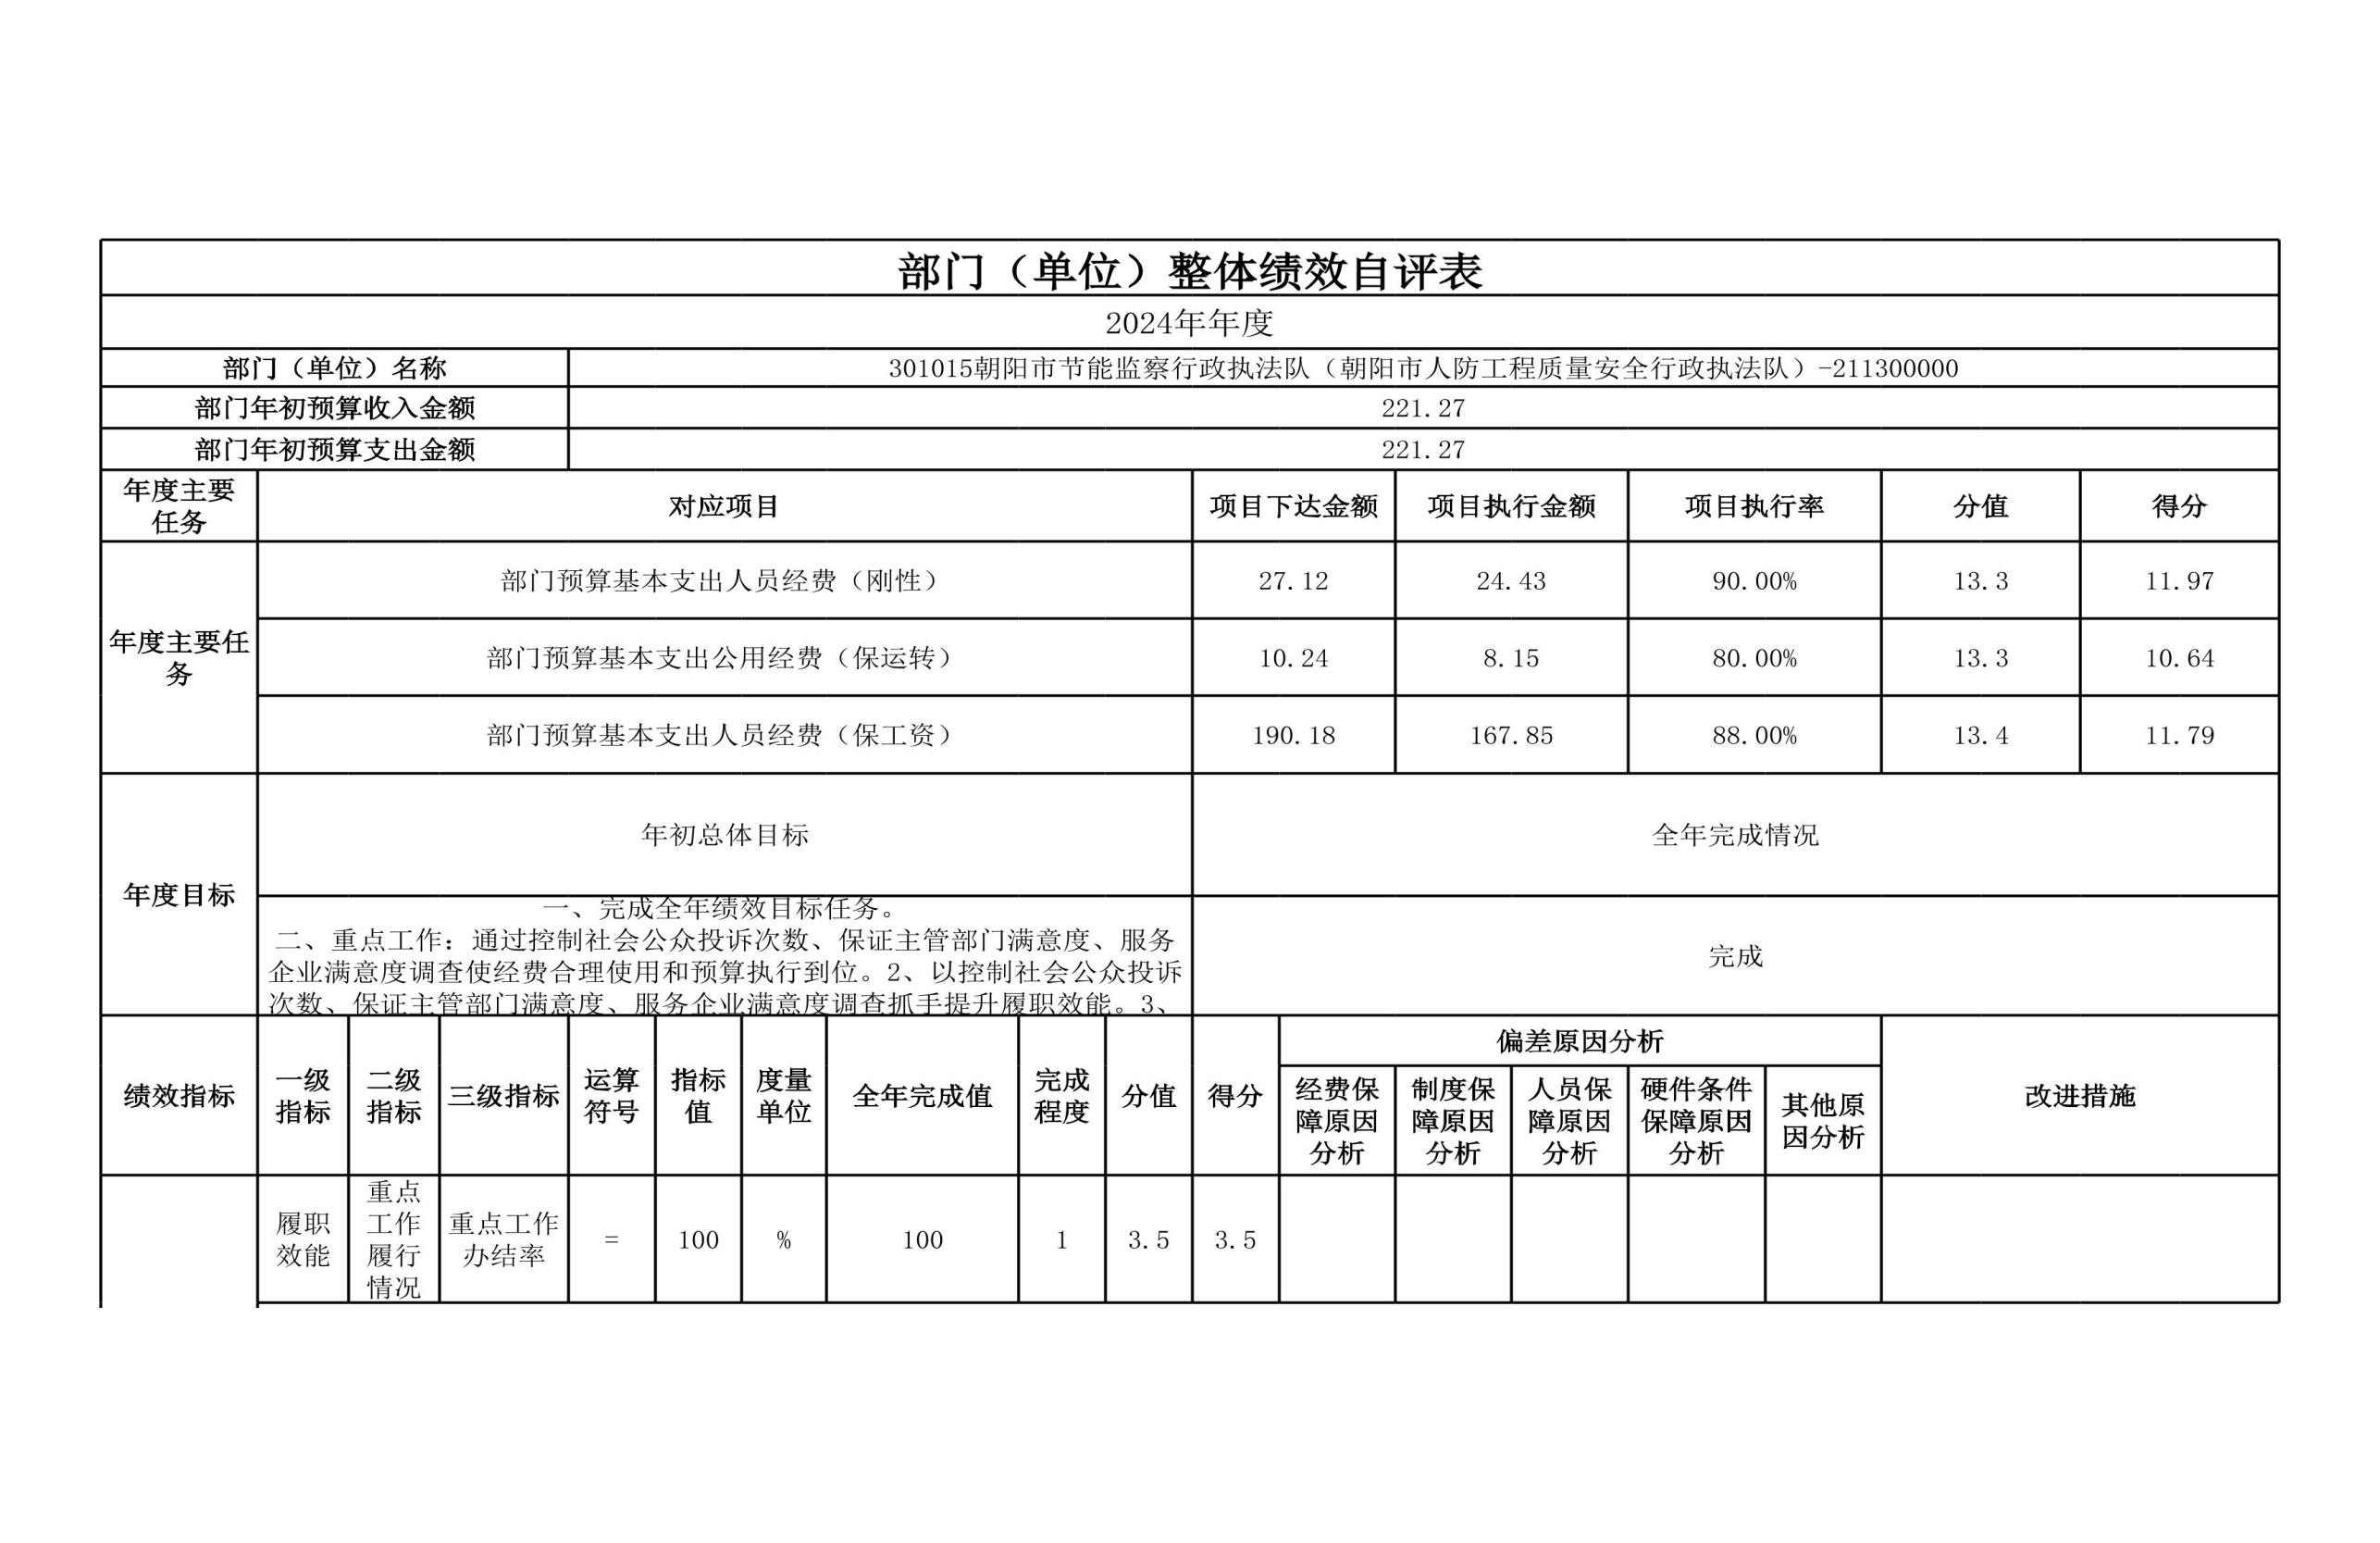 部门（单位）整体绩效自评表
2024年年度
部门（单位）名称 301015朝阳市节能监察行政执法队（朝阳市人防工程质量安全行政执法队）-211300000
部门年初预算收入金额 221.27
部门年初预算支出金额 221.27
年度主要
任务
对应项目 项目下达金额 项目执行金额 项目执行率 分值 得分
年度主要任
务
部门预算基本支出人员经费（刚性） 27.12 24.43 90.00% 13.3 11.97
部门预算基本支出公用经费（保运转） 10.24 8.15 80.00% 13.3 10.64
部门预算基本支出人员经费（保工资） 190.18 167.85 88.00% 13.4 11.79
年度目标
年初总体目标 全年完成情况
一、完成全年绩效目标任务。
二、重点工作：通过控制社会公众投诉次数、保证主管部门满意度、服务
企业满意度调查使经费合理使用和预算执行到位。2、以控制社会公众投诉
次数、保证主管部门满意度、服务企业满意度调查抓手提升履职效能。3、
完成
绩效指标
一级
指标
二级
指标
三级指标
运算
符号
指标
值
度量
单位
全年完成值
完成
程度
分值
得分
偏差原因分析
经费保
障原因
分析
制度保
障原因
分析
人员保
障原因
分析
硬件条件
保障原因
分析
其他原
因分析
改进措施
履职
效能
重点
工作
履行
情况
重点工作
办结率
= 100 % 100 1 3.5 3.5